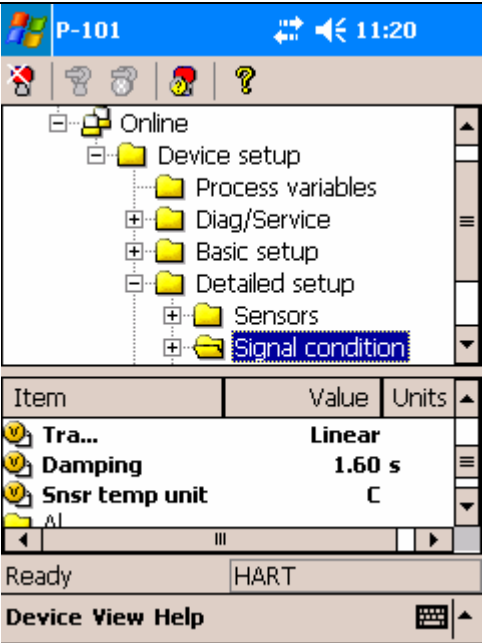 P-101 11:20
Online
Device setup
Process variables
Diag/Service
Basic setup
Detailed setup
Sensors
Signal condition
Item Value Units
Tra... Linear
Damping 1.60 s
Snsr temp unit C
Ready HART
Device View Help